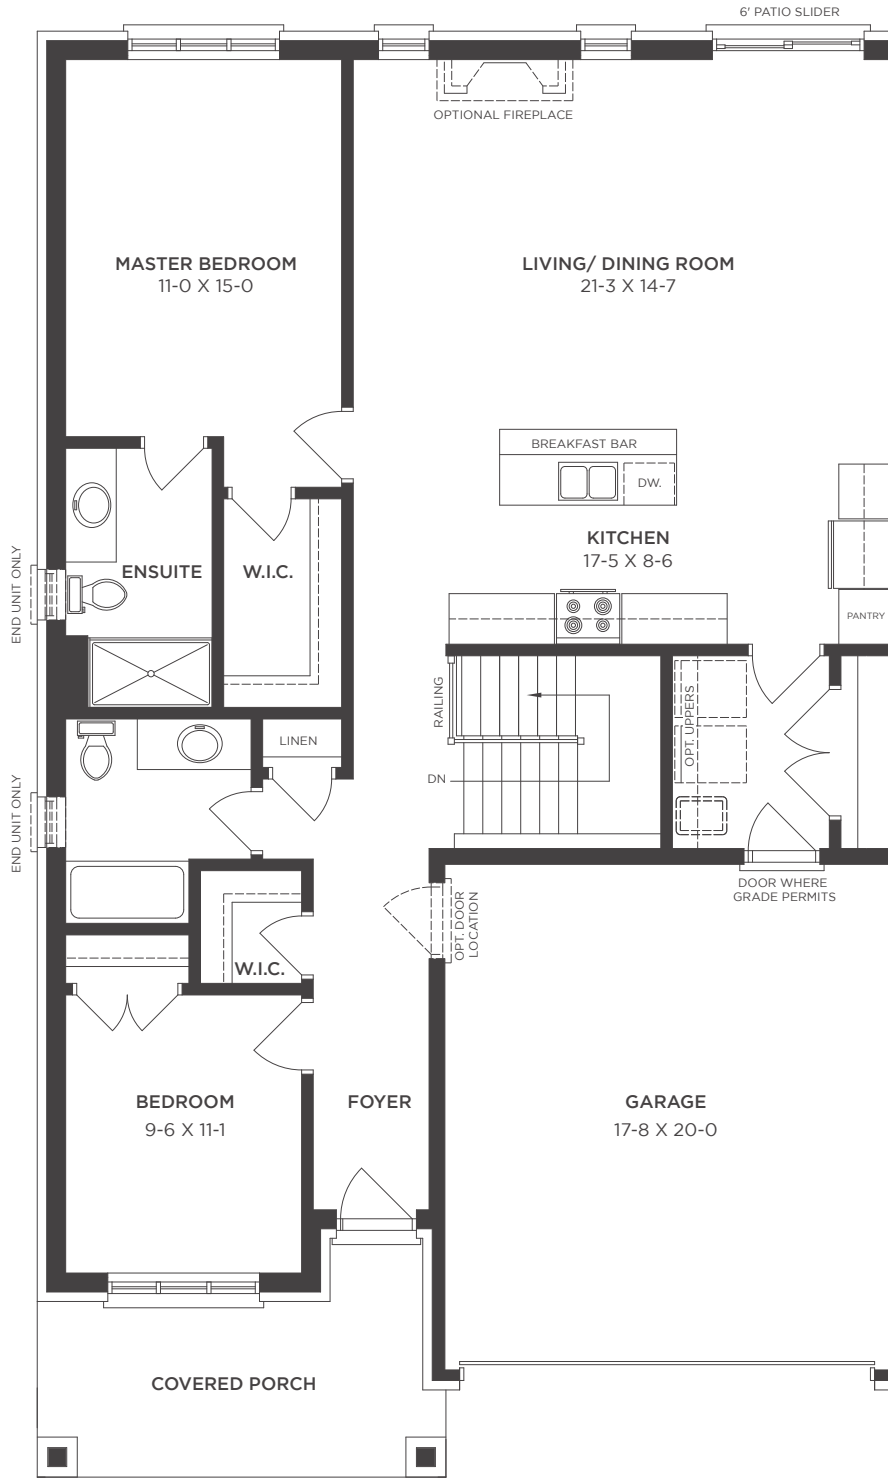 6' PATIO SLIDER
OPTIONAL FIREPLACE
MASTER BEDROOM
11-0 X 15-0
LIVING/ DINING ROOM
21-3 X 14-7
BREAKFAST BAR
DW.
KITCHEN
17-5 X 8-6
END UNIT ONLY
ENSUITE
W.I.C.
PANTRY
RAILING
OPT. UPPERS
LINEN
DN
END UNIT ONLY
DOOR WHERE
GRADE PERMITS
OPT. DOOR
LOCATION
W.I.C.
BEDROOM
9-6 X 11-1
FOYER
GARAGE
17-8 X 20-0
COVERED PORCH